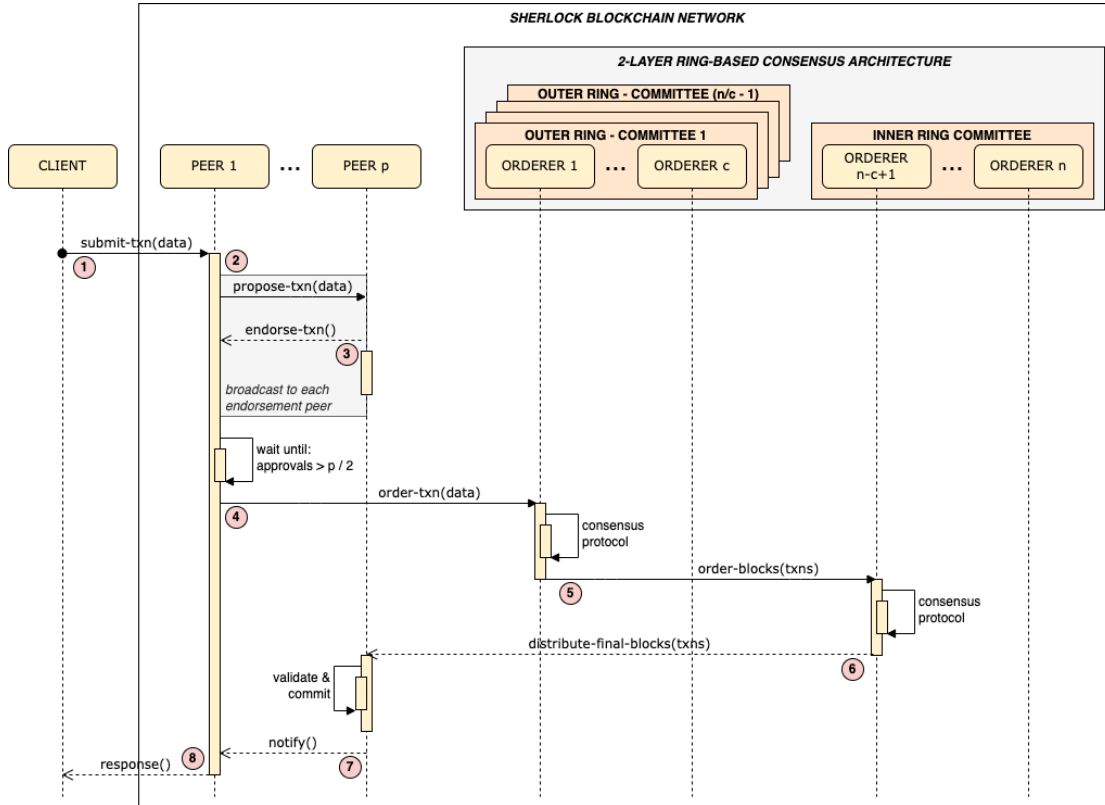 SHERLOCK BLOCKCHAIN NETWORK
2-LAYER RING-BASED CONSENSUS ARCHITECTURE
OUTER RING - COMMITTEE (n/c - 1)
OUTER RING - COMMITTEE 1
INNER RING COMMITTEE
CLIENT
PEER 1
...
PEER p
ORDERER 1
...
ORDERER c
ORDERER
n-c+1
...
ORDERER n
submit-txn(data)
1
2
propose-txn(data)
endorse-txn()
3
broadcast to each
endorsement peer
wait until:
approvals > p / 2
order-txn(data)
4
consensus
protocol
order-blocks(txns)
5
consensus
protocol
distribute-final-blocks(txns)
6
validate &
commit
notify()
7
8
response()